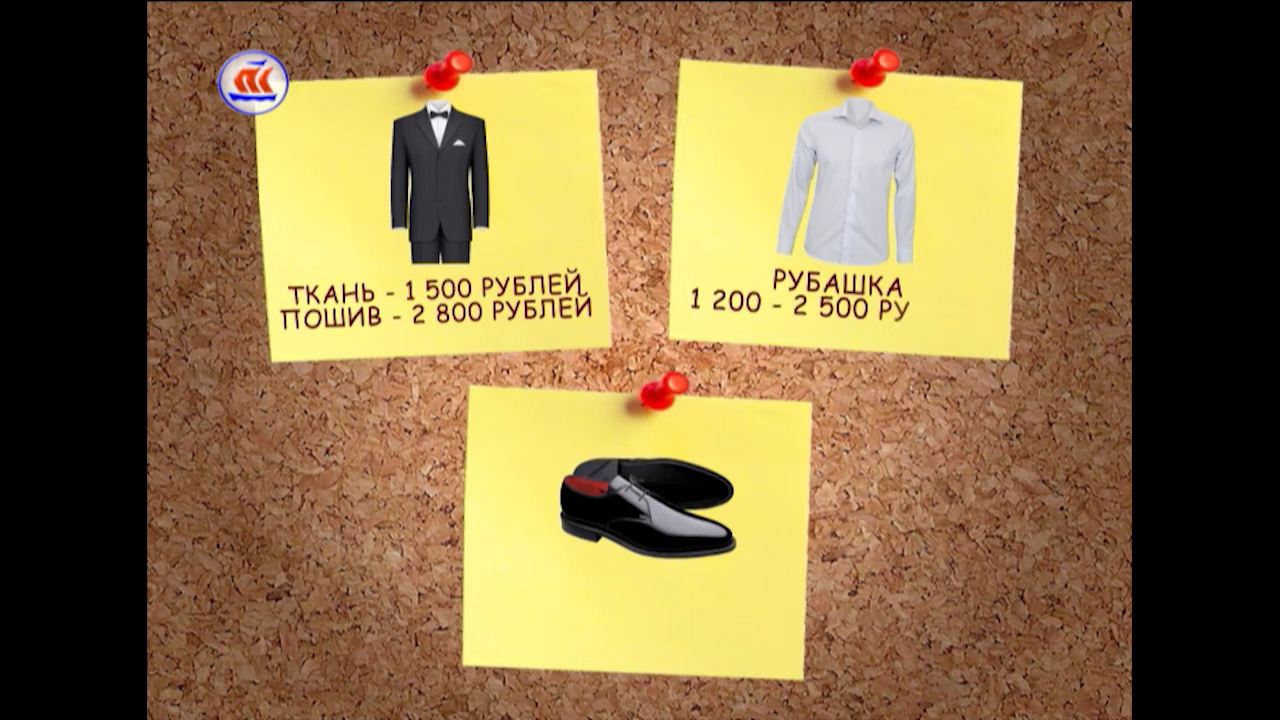 ТКАНЬ - 1 500 РУБЛЕЙ,
ПОШИВ - 2 800 РУБЛЕЙ
РУБАШКА
1 200 - 2 500 РУ